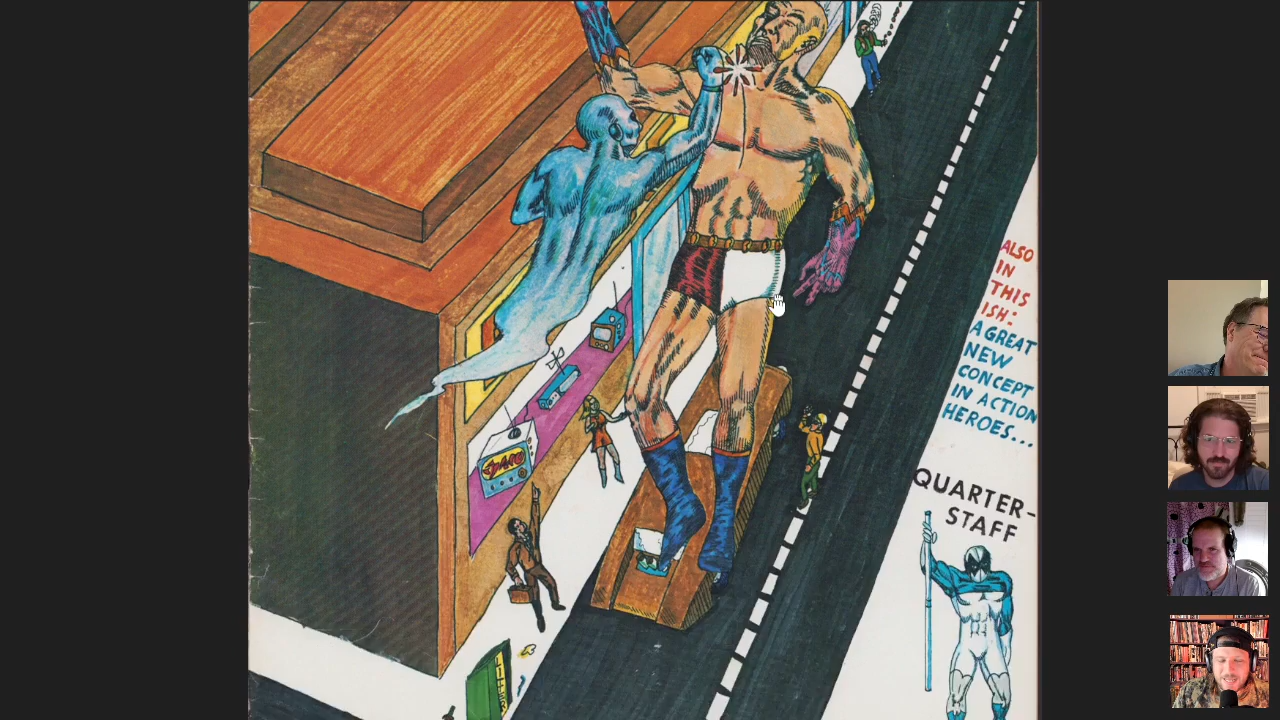 ALSO
IN
THIS
ISH:
A GREAT
NEW
CONCEPT
IN ACTION
HEROES...
QUARTER-
STAFF